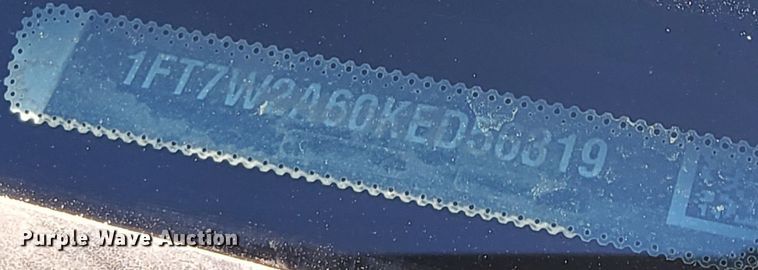 1FT7W2A60KED56319
Purple Wave Auction